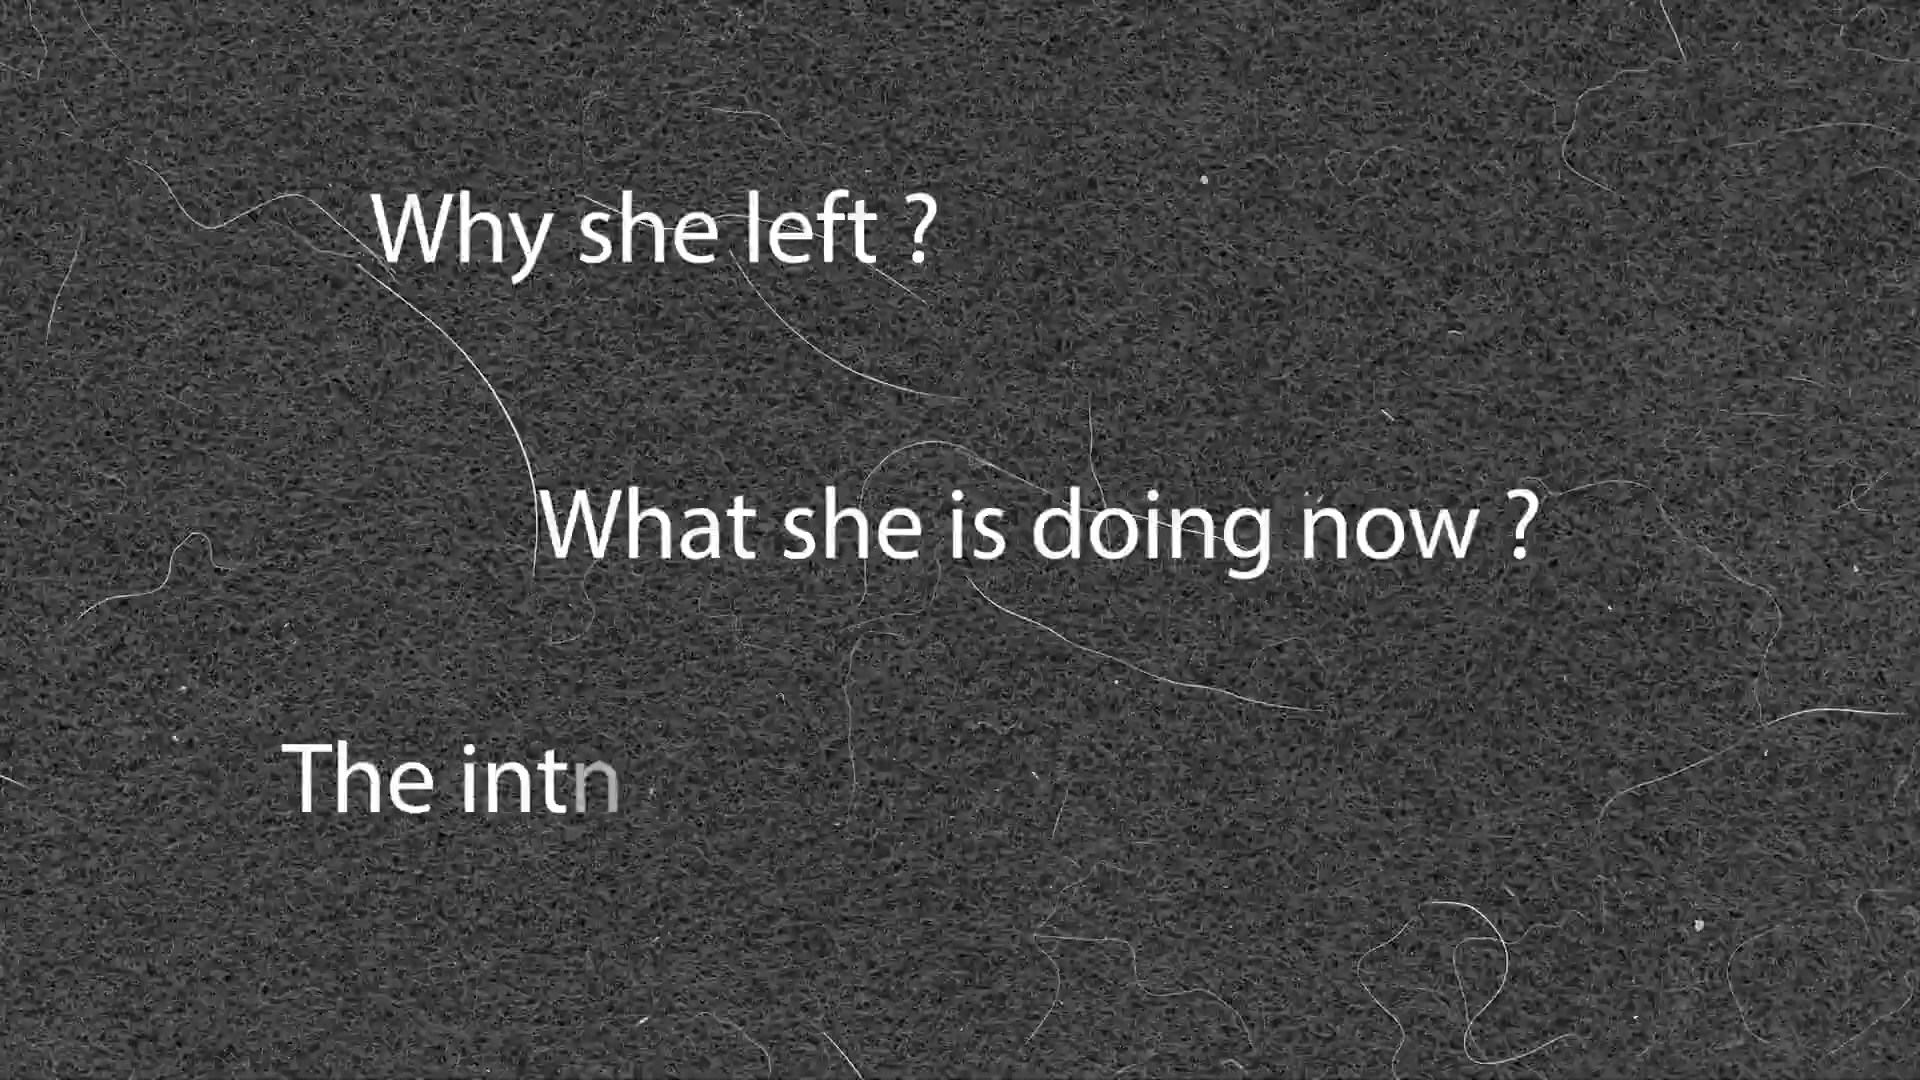 Why she left ?
What she is doing now ?
The intn